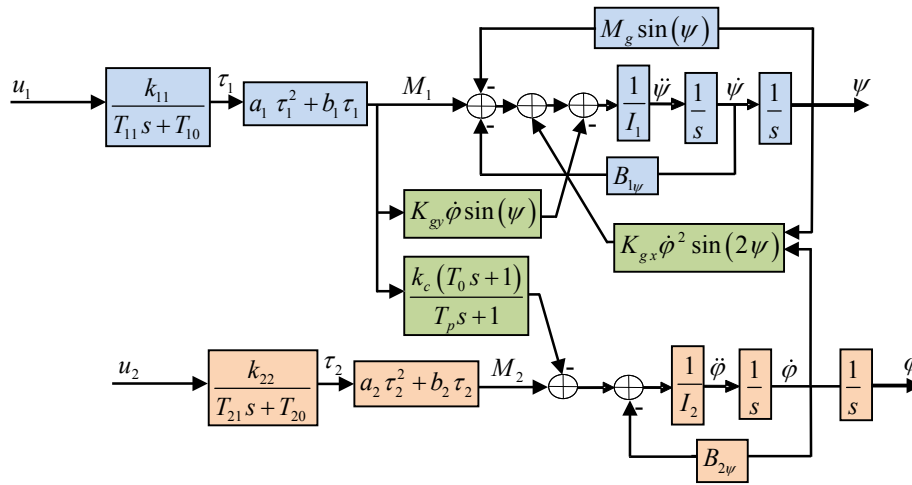 M_g sin(ψ)
u_1
k_11
T_11 s + T_10
τ_1
a_1 τ_1^2 + b_1 τ_1
M_1
-
-
-
1
I_1
ψ̈
1
s
ψ̇
1
s
ψ
B_1ψ
K_gy φ̇ sin(ψ)
K_gx φ̇^2 sin(2ψ)
k_c (T_0 s + 1)
T_p s + 1
u_2
k_22
T_21 s + T_20
τ_2
a_2 τ_2^2 + b_2 τ_2
M_2
-
-
1
I_2
φ̈
1
s
φ̇
1
s
φ
B_2ψ